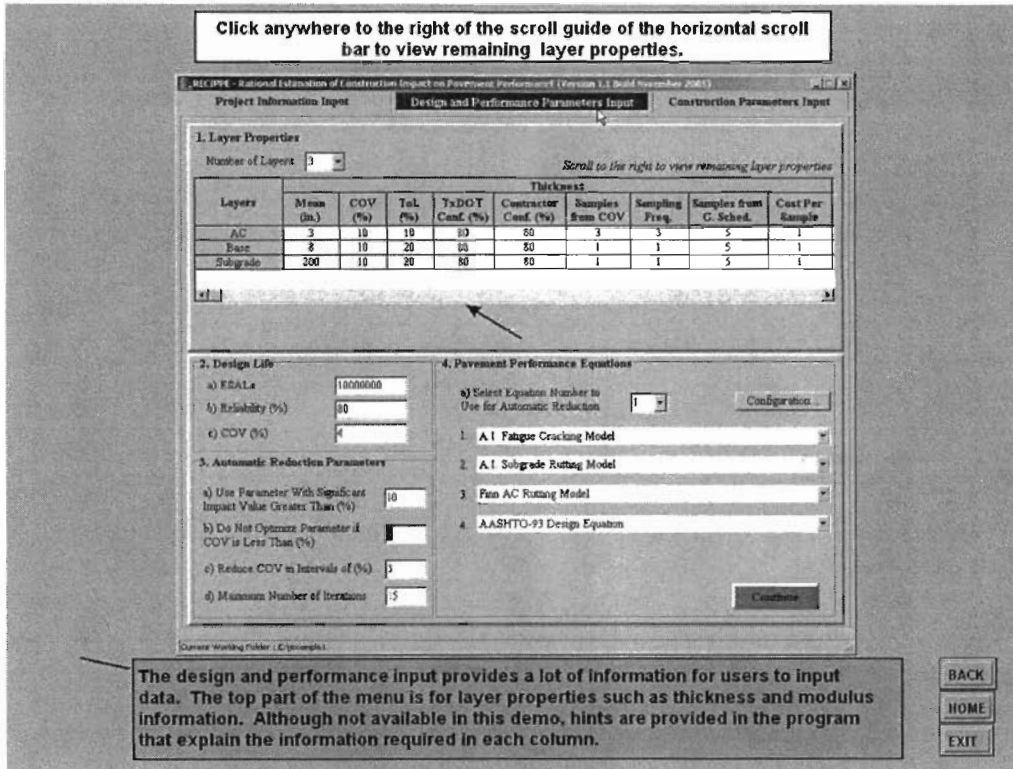 Click anywhere to the right of the scroll guide of the horizontal scroll
bar to view remaining layer properties.
RECIPPE - Rational Estimation of Construction Impact on Pavement Performance (Version 1.1 Build November 2005)
Project Information Input Design and Performance Parameters Input Construction Parameters Input
1. Layer Properties
Number of Layers 3
Scroll to the right to view remaining layer properties
Thickness
Layers Mean COV ToL TxDOT Contractor Samples Sampling Samples from Cost Per
(in.) (%) (%) Conf. (%) Conf. (%) from COV Freq. G. Sched. Sample
AC 3 10 10 80 80 3 3 5 1
Base 8 10 20 80 80 1 1 5 1
Subgrade 200 10 20 80 80 1 1 5 1
2. Design Life
a) ESALs 10000000
b) Reliability (%) 80
c) COV (%) 4
3. Automatic Reduction Parameters
a) Use Parameter With Significant
Impact Value Greater Than (%) 10
b) Do Not Optimize Parameter if
COV is Less Than (%)
c) Reduce COV in Intervals of (%) 3
d) Maximum Number of Iterations 15
4. Pavement Performance Equations
a) Select Equation Number to
Use for Automatic Reduction 1 Configuration ...
1. A.I. Fatigue Cracking Model
2. A.I. Subgrade Rutting Model
3. Finn AC Rutting Model
4. AASHTO-93 Design Equation
Continue
Current Working Folder : E:\example1
The design and performance input provides a lot of information for users to input
data. The top part of the menu is for layer properties such as thickness and modulus
information. Although not available in this demo, hints are provided in the program
that explain the information required in each column.
BACK
HOME
EXIT